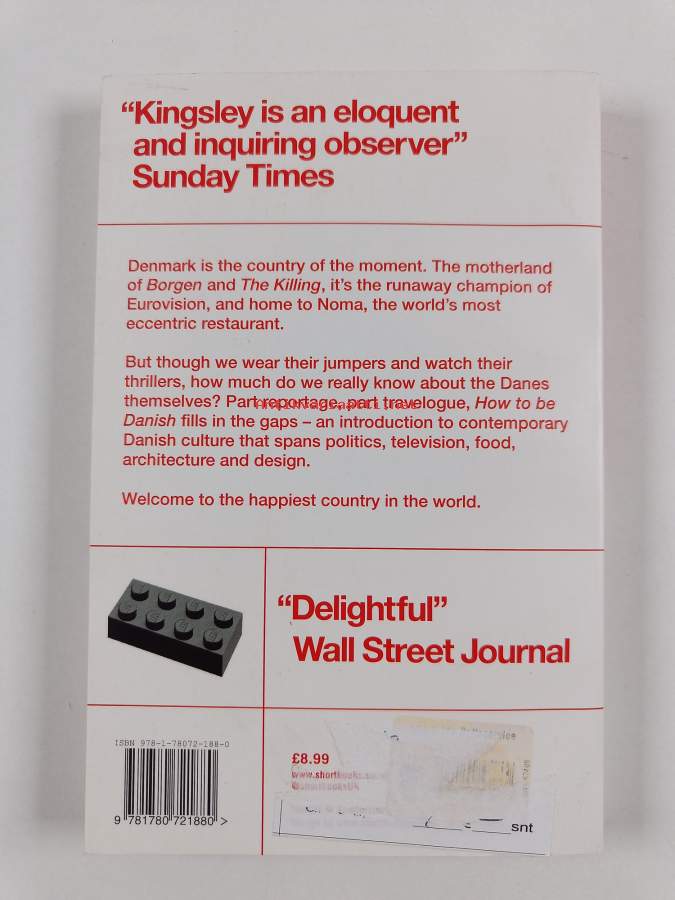 “Kingsley is an eloquent
and inquiring observer”
Sunday Times
Denmark is the country of the moment. The motherland
of Borgen and The Killing, it’s the runaway champion of
Eurovision, and home to Noma, the world’s most
eccentric restaurant.
But though we wear their jumpers and watch their
thrillers, how much do we really know about the Danes
themselves? Part reportage, part travelogue, How to be
Danish fills in the gaps – an introduction to contemporary
Danish culture that spans politics, television, food,
architecture and design.
Welcome to the happiest country in the world.
“Delightful”
Wall Street Journal
ISBN 978-1-78072-188-0
9 781780 721880 >
£8.99
snt